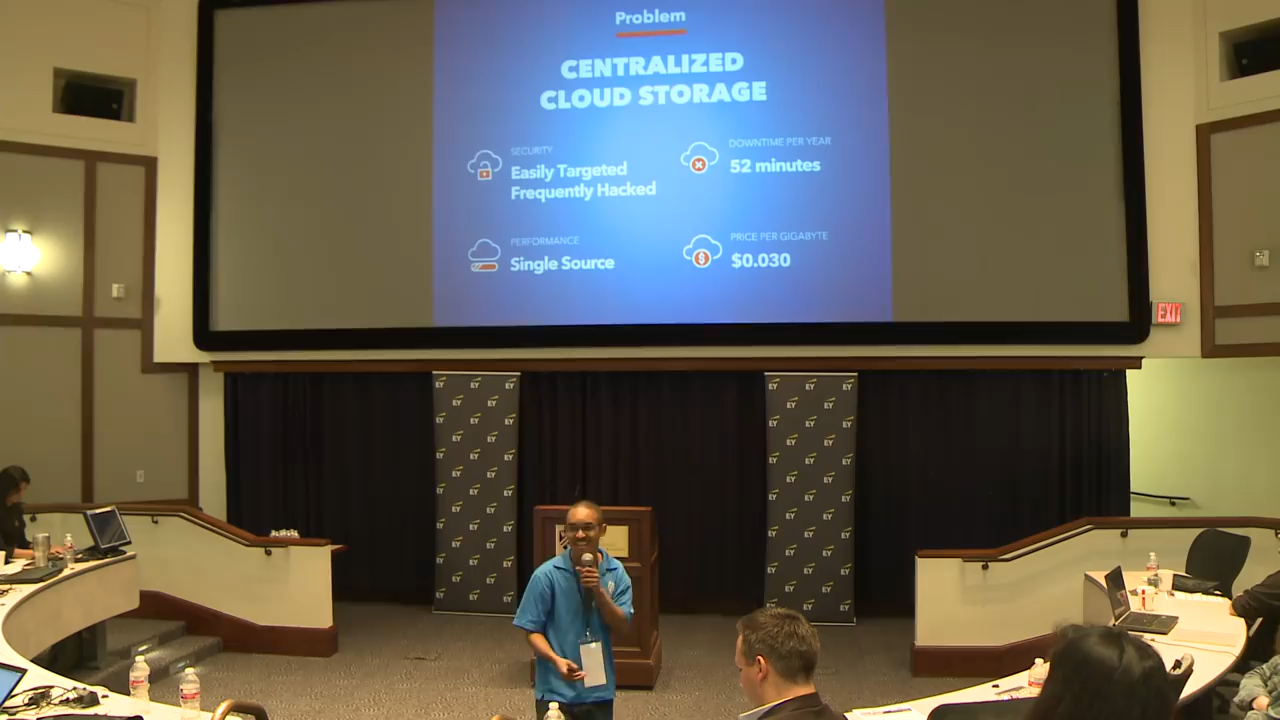 Problem
CENTRALIZED
CLOUD STORAGE
SECURITY
Easily Targeted
Frequently Hacked
DOWNTIME PER YEAR
52 minutes
PERFORMANCE
Single Source
PRICE PER GIGABYTE
$0.030
EXIT
EY